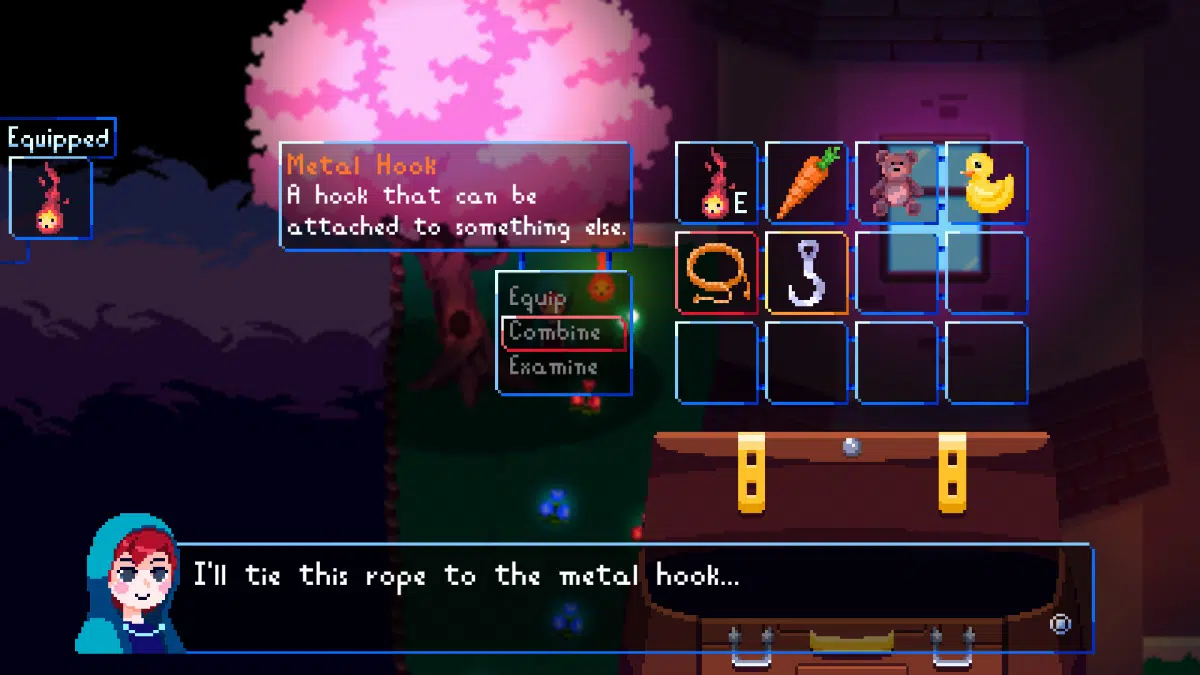 Equipped
Metal Hook
A hook that can be
attached to something else.
E
Equip
Combine
Examine
I'll tie this rope to the metal hook...